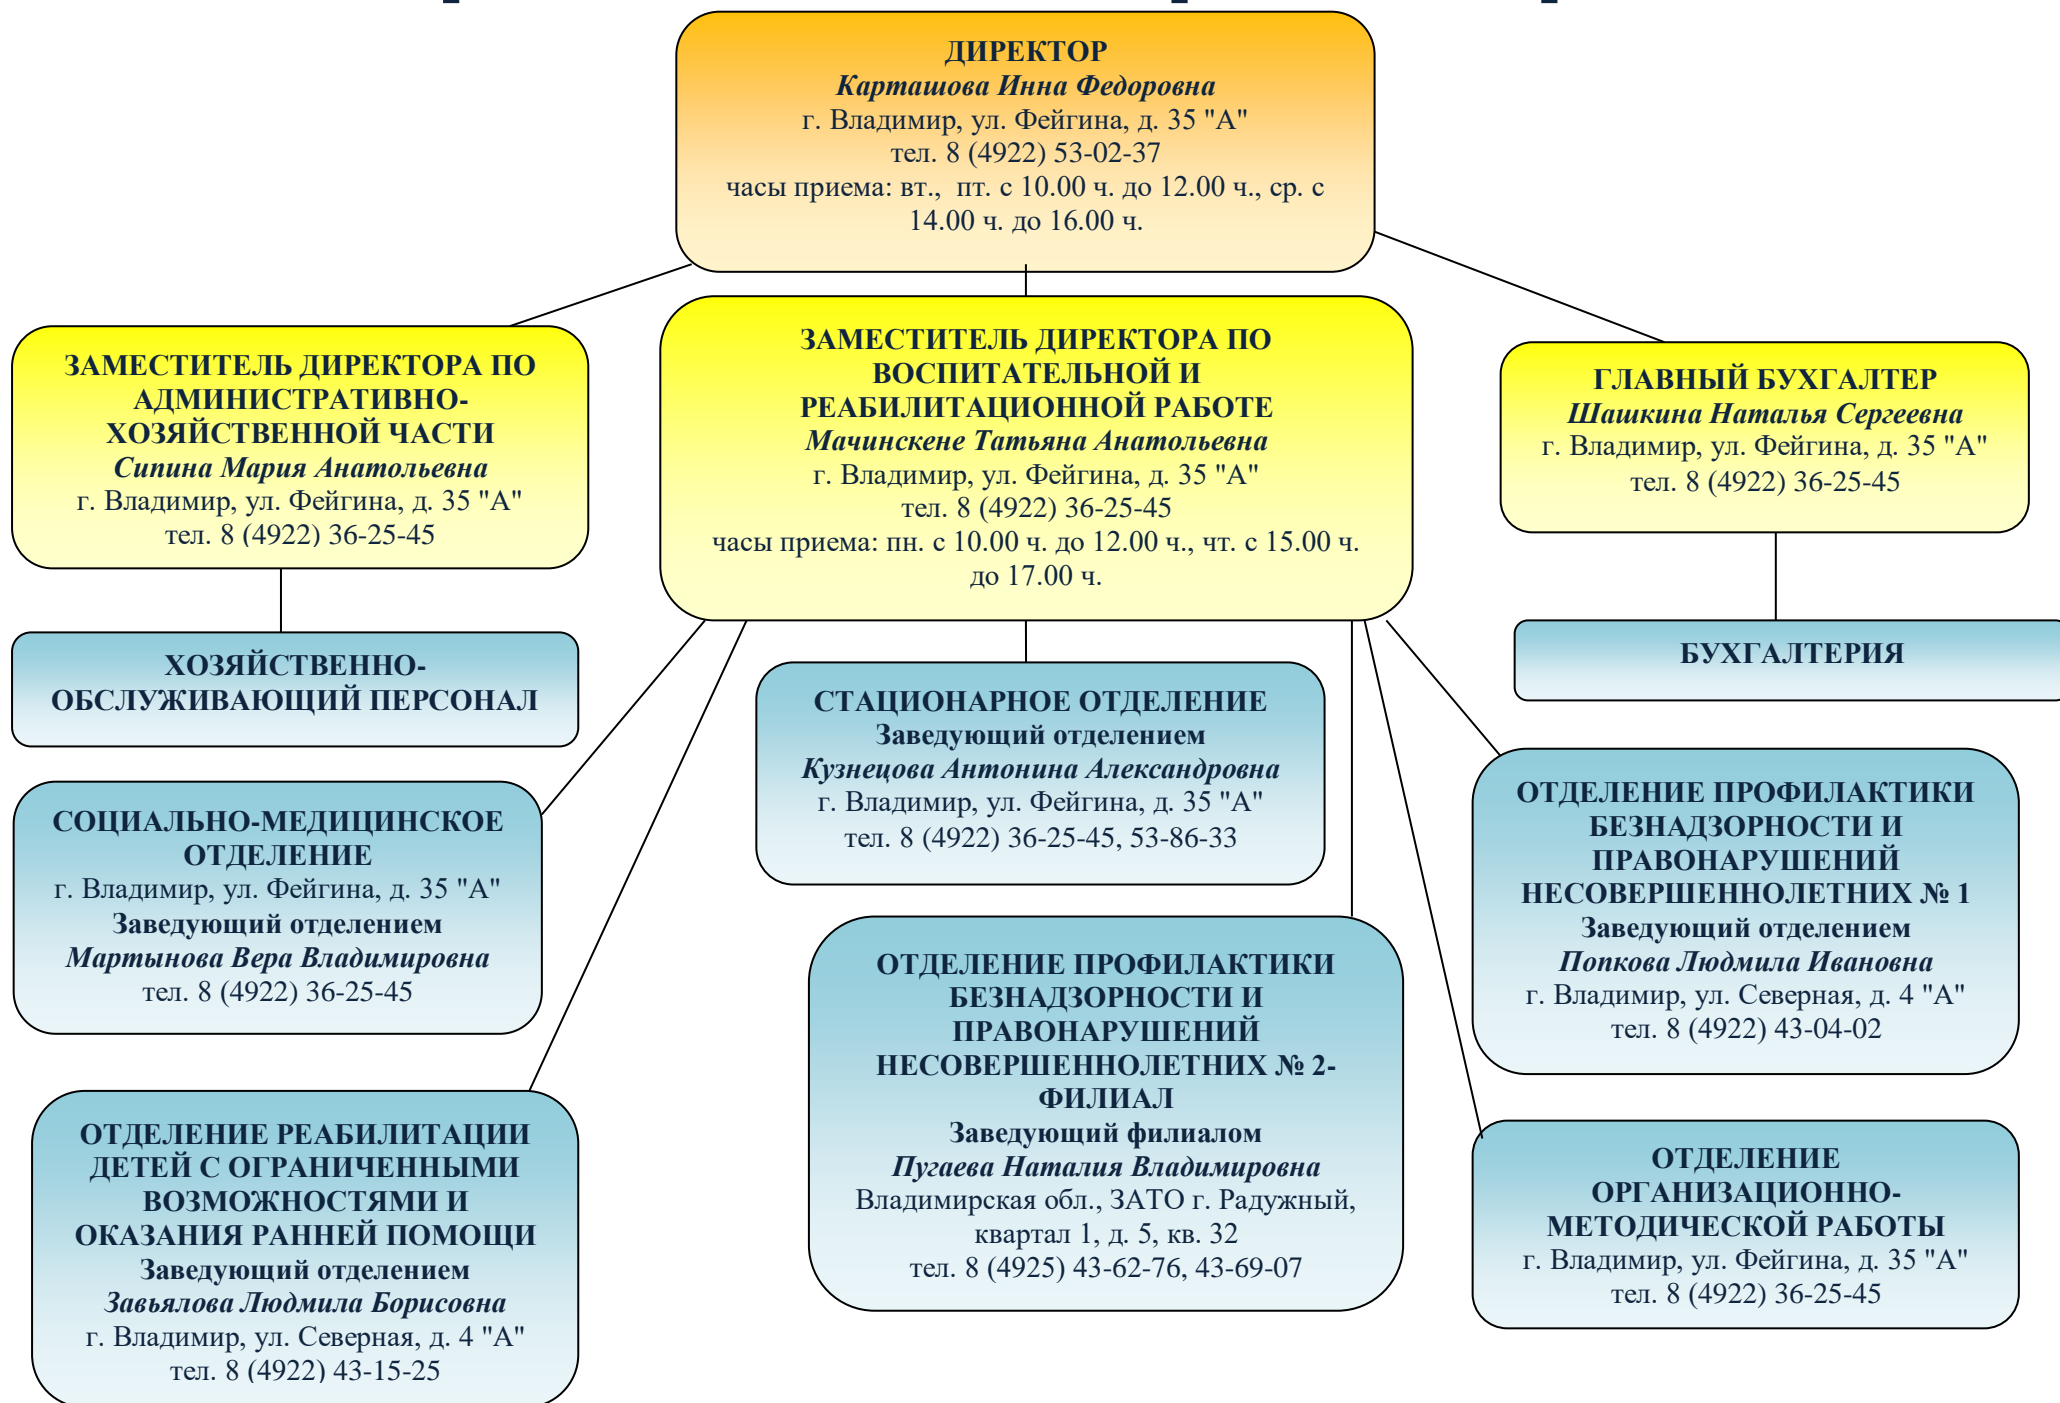 ДИРЕКТОР
Карташова Инна Федоровна
г. Владимир, ул. Фейгина, д. 35 "А"
тел. 8 (4922) 53-02-37
часы приема: вт.,  пт. с 10.00 ч. до 12.00 ч., ср. с
14.00 ч. до 16.00 ч.
ЗАМЕСТИТЕЛЬ ДИРЕКТОРА ПО
АДМИНИСТРАТИВНО-
ХОЗЯЙСТВЕННОЙ ЧАСТИ
Сипина Мария Анатольевна
г. Владимир, ул. Фейгина, д. 35 "А"
тел. 8 (4922) 36-25-45
ЗАМЕСТИТЕЛЬ ДИРЕКТОРА ПО
ВОСПИТАТЕЛЬНОЙ И
РЕАБИЛИТАЦИОННОЙ РАБОТЕ
Мачинскене Татьяна Анатольевна
г. Владимир, ул. Фейгина, д. 35 "А"
тел. 8 (4922) 36-25-45
часы приема: пн. с 10.00 ч. до 12.00 ч., чт. с 15.00 ч.
до 17.00 ч.
ГЛАВНЫЙ БУХГАЛТЕР
Шашкина Наталья Сергеевна
г. Владимир, ул. Фейгина, д. 35 "А"
тел. 8 (4922) 36-25-45
ХОЗЯЙСТВЕННО-
ОБСЛУЖИВАЮЩИЙ ПЕРСОНАЛ
БУХГАЛТЕРИЯ
СТАЦИОНАРНОЕ ОТДЕЛЕНИЕ
Заведующий отделением
Кузнецова Антонина Александровна
г. Владимир, ул. Фейгина, д. 35 "А"
тел. 8 (4922) 36-25-45, 53-86-33
СОЦИАЛЬНО-МЕДИЦИНСКОЕ
ОТДЕЛЕНИЕ
г. Владимир, ул. Фейгина, д. 35 "А"
Заведующий отделением
Мартынова Вера Владимировна
тел. 8 (4922) 36-25-45
ОТДЕЛЕНИЕ ПРОФИЛАКТИКИ
БЕЗНАДЗОРНОСТИ И
ПРАВОНАРУШЕНИЙ
НЕСОВЕРШЕННОЛЕТНИХ № 1
Заведующий отделением
Попкова Людмила Ивановна
г. Владимир, ул. Северная, д. 4 "А"
тел. 8 (4922) 43-04-02
ОТДЕЛЕНИЕ ПРОФИЛАКТИКИ
БЕЗНАДЗОРНОСТИ И
ПРАВОНАРУШЕНИЙ
НЕСОВЕРШЕННОЛЕТНИХ № 2-
ФИЛИАЛ
Заведующий филиалом
Пугаева Наталия Владимировна
Владимирская обл., ЗАТО г. Радужный,
квартал 1, д. 5, кв. 32
тел. 8 (4925) 43-62-76, 43-69-07
ОТДЕЛЕНИЕ РЕАБИЛИТАЦИИ
ДЕТЕЙ С ОГРАНИЧЕННЫМИ
ВОЗМОЖНОСТЯМИ И
ОКАЗАНИЯ РАННЕЙ ПОМОЩИ
Заведующий отделением
Завьялова Людмила Борисовна
г. Владимир, ул. Северная, д. 4 "А"
тел. 8 (4922) 43-15-25
ОТДЕЛЕНИЕ
ОРГАНИЗАЦИОННО-
МЕТОДИЧЕСКОЙ РАБОТЫ
г. Владимир, ул. Фейгина, д. 35 "А"
тел. 8 (4922) 36-25-45